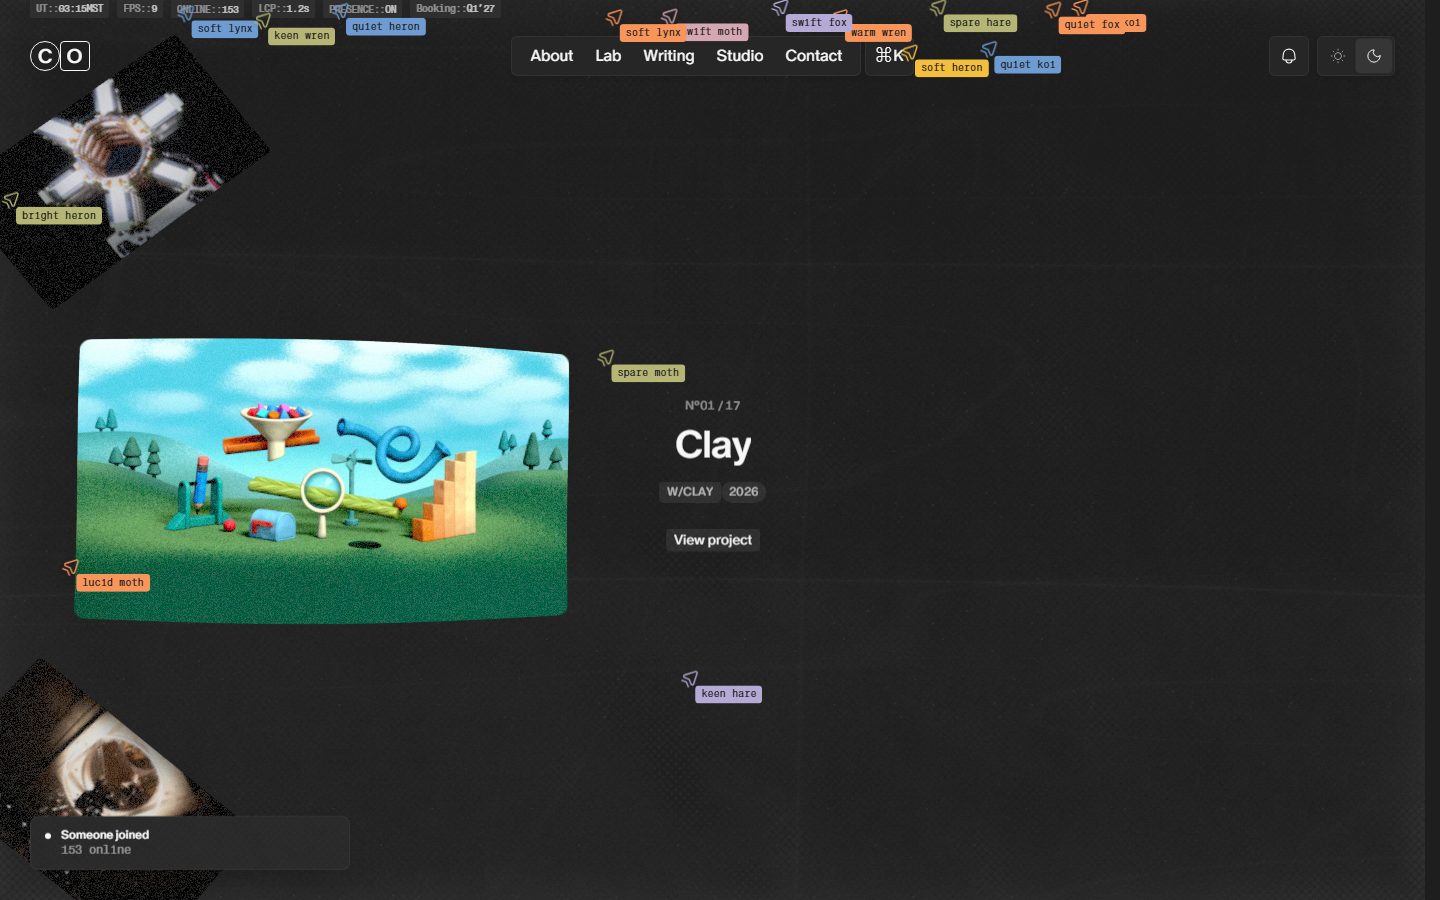 UT::03:15MST FPS::9 ONLINE::153 LCP::1.2s PRESENCE::ON Booking::Q1'27
soft lynx
keen wren
quiet heron
soft lynx
wift moth
swift fox
warm wren
spare hare
quiet fox
koi
CO
About Lab Writing Studio Contact ⌘K
soft heron
quiet koi
bright heron
spare moth
Nº01 / 17
Clay
W/CLAY 2026
View project
lucid moth
keen hare
Someone joined
153 online